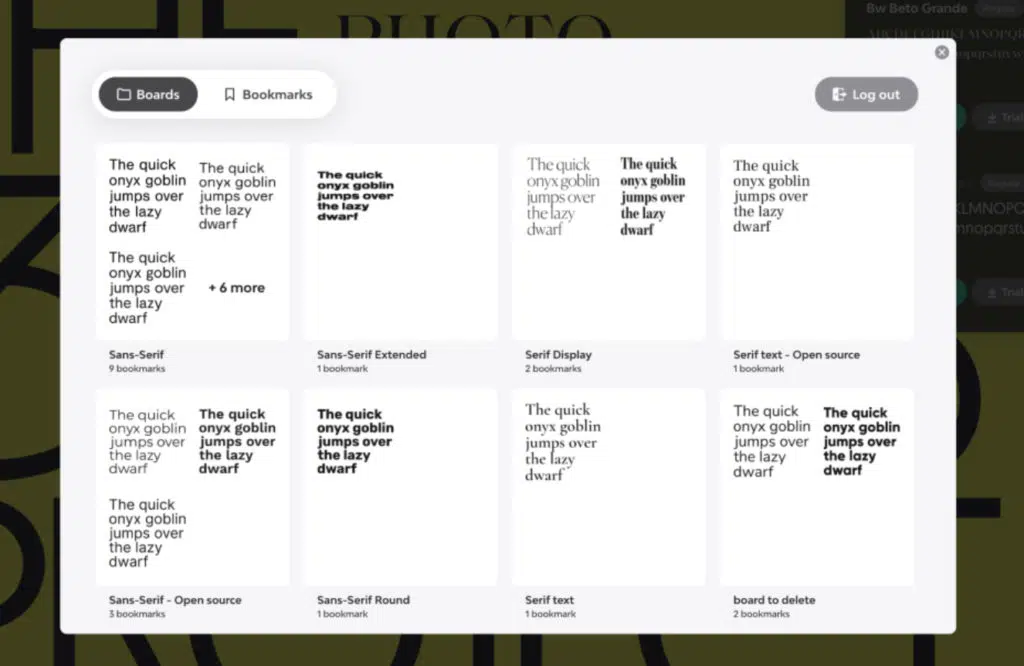 PHOTO
Bw Beto Grande
Boards
Bookmarks
Log out
Trial
The quick
onyx goblin
jumps over
the lazy
dwarf
The quick
onyx goblin
jumps over
the lazy
dwarf
The quick
onyx goblin
jumps over
the lazy
dwarf
+ 6 more
Sans-Serif
9 bookmarks
The quick
onyx goblin
jumps over
the lazy
dwarf
Sans-Serif Extended
1 bookmark
The quick
onyx goblin
jumps over
the lazy
dwarf
The quick
onyx goblin
jumps over
the lazy
dwarf
Serif Display
2 bookmarks
The quick
onyx goblin
jumps over
the lazy
dwarf
Serif text - Open source
1 bookmark
KLMNOPQ
mnopqrstu
Trial
The quick
onyx goblin
jumps over
the lazy
dwarf
The quick
onyx goblin
jumps over
the lazy
dwarf
The quick
onyx goblin
jumps over
the lazy
dwarf
Sans-Serif - Open source
3 bookmarks
The quick
onyx goblin
jumps over
the lazy
dwarf
Sans-Serif Round
1 bookmark
The quick
onyx goblin
jumps over
the lazy
dwarf
Serif text
1 bookmark
The quick
onyx goblin
jumps over
the lazy
dwarf
The quick
onyx goblin
jumps over
the lazy
dwarf
board to delete
2 bookmarks